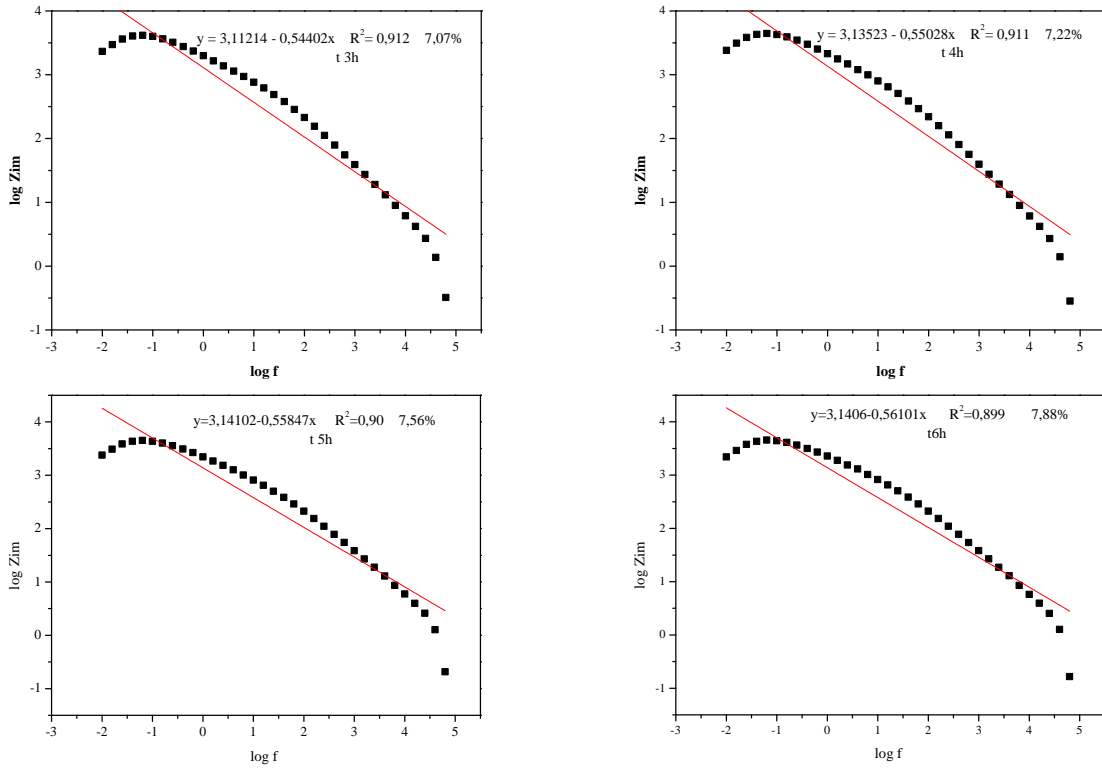 y = 3,11214 - 0,54402x R²= 0,912 7,07%
t 3h
4
3
2
1
0
-1
log Zim
-3 -2 -1 0 1 2 3 4 5
log f
y = 3,13523 - 0,55028x R²= 0,911 7,22%
t 4h
4
3
2
1
0
-1
log Zim
-3 -2 -1 0 1 2 3 4 5
log f
y=3,14102-0,55847x R²=0,90 7,56%
t 5h
4
3
2
1
0
-1
log Zim
-3 -2 -1 0 1 2 3 4 5
log f
y=3,1406-0,56101x R²=0,899 7,88%
t6h
4
3
2
1
0
-1
log Zim
-3 -2 -1 0 1 2 3 4 5
log f